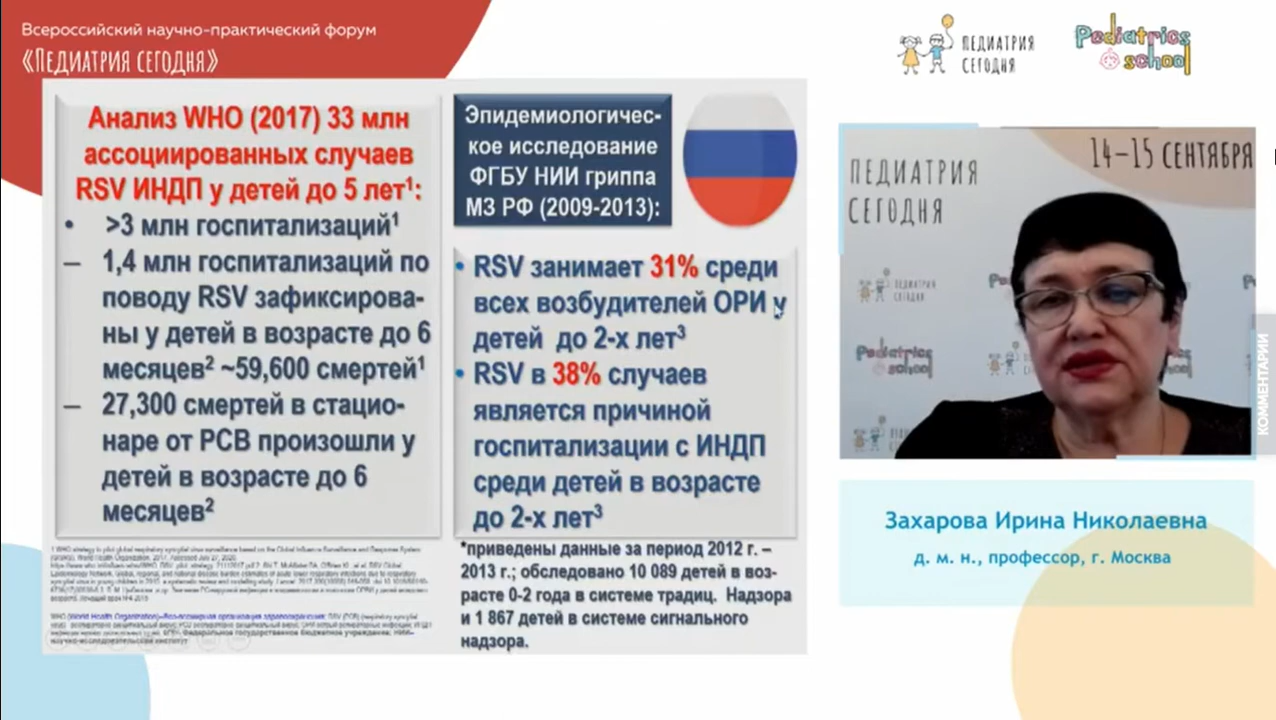 Всероссийский научно-практический форум
«Педиатрия сегодня»
ПЕДИАТРИЯ
СЕГОДНЯ
Pediatrics
school
Анализ WHO (2017) 33 млн
ассоциированных случаев
RSV ИНДП у детей до 5 лет¹:
• >3 млн госпитализаций¹
— 1,4 млн госпитализаций по
поводу RSV зафиксирова-
ны у детей в возрасте до 6
месяцев² ~59,600 смертей¹
— 27,300 смертей в стацио-
наре от РСВ произошли у
детей в возрасте до 6
месяцев²
Эпидемиологичес-
кое исследование
ФГБУ НИИ гриппа
МЗ РФ (2009-2013):
• RSV занимает 31% среди
всех возбудителей ОРИ у
детей до 2-х лет³
• RSV в 38% случаев
является причиной
госпитализации с ИНДП
среди детей в возрасте
до 2-х лет³
*приведены данные за период 2012 г. –
2013 г.; обследовано 10 089 детей в воз-
расте 0-2 года в системе традиц. Надзора
и 1 867 детей в системе сигнального
надзора.
14–15 СЕНТЯБРЯ
ПЕДИАТРИЯ
СЕГОДНЯ
Pediatrics
school
КОММЕНТАРИИ
Захарова Ирина Николаевна
д. м. н., профессор, г. Москва